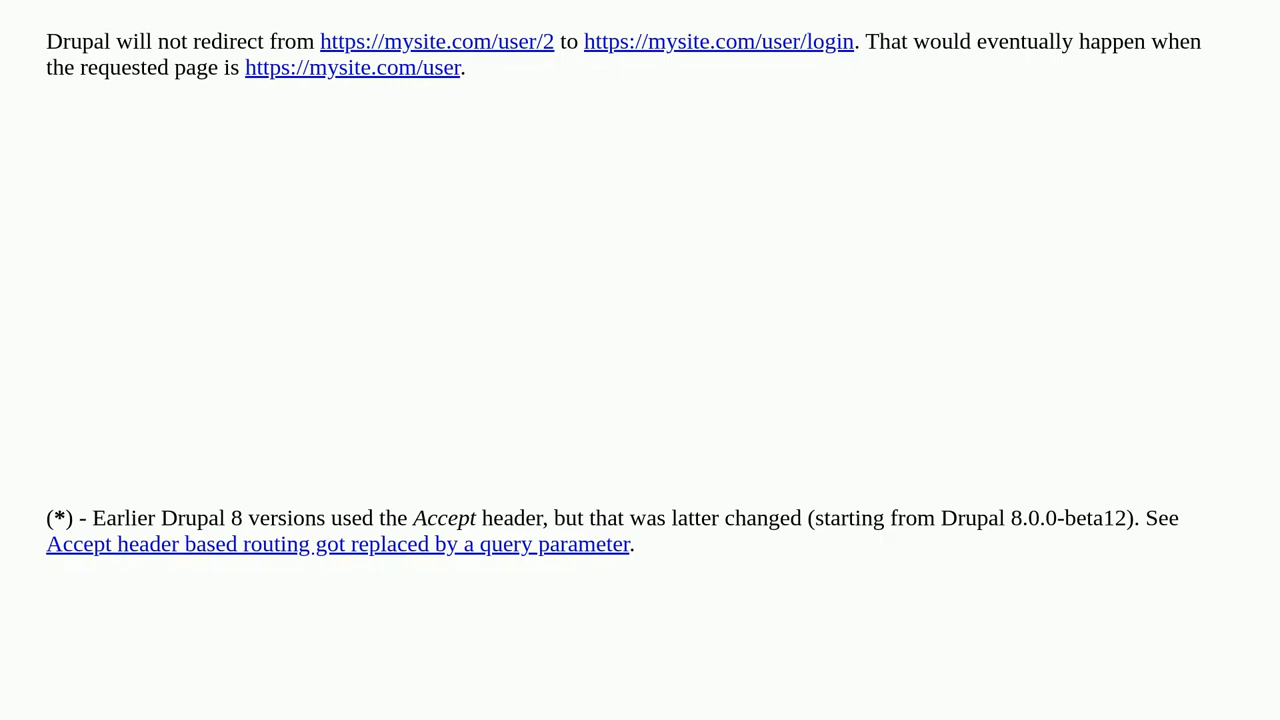 Drupal will not redirect from https://mysite.com/user/2 to https://mysite.com/user/login. That would eventually happen when
the requested page is https://mysite.com/user.
(*) - Earlier Drupal 8 versions used the Accept header, but that was latter changed (starting from Drupal 8.0.0-beta12). See
Accept header based routing got replaced by a query parameter.